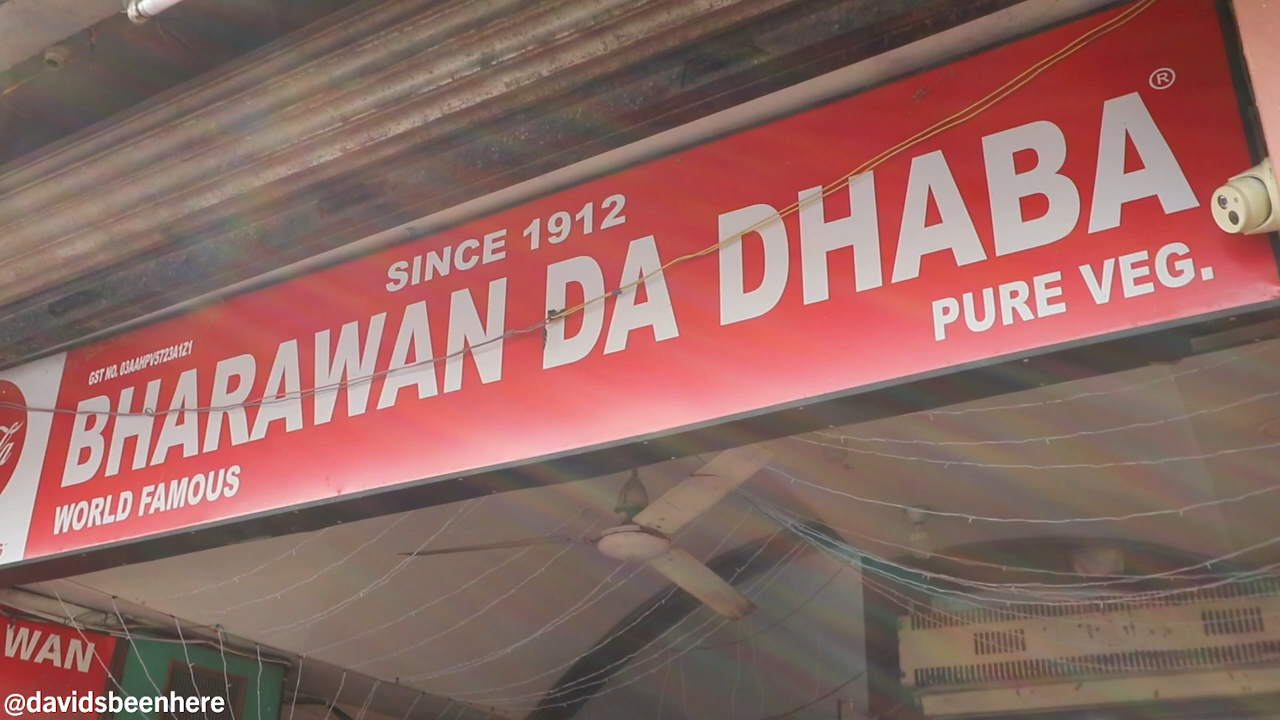 SINCE 1912
GST NO. 03AAHPV5723A1Z1
BHARAWAN DA DHABA ®
WORLD FAMOUS
PURE VEG.
WAN
@davidsbeenhere